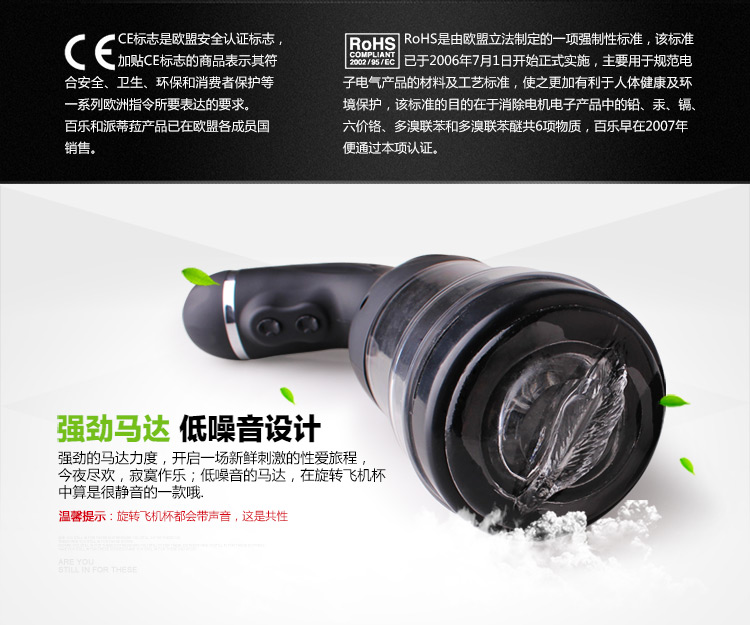 CE标志是欧盟安全认证标志，
加贴CE标志的商品表示其符
合安全、卫生、环保和消费者保护等
一系列欧洲指令所要表达的要求。
百乐和派蒂菈产品已在欧盟各成员国
销售。
RoHS
COMPLIANT
2002/95/EC
RoHS是由欧盟立法制定的一项强制性标准，该标准
已于2006年7月1日开始正式实施，主要用于规范电
子电气产品的材料及工艺标准，使之更加有利于人体健康及环
境保护，该标准的目的在于消除电机电子产品中的铅、汞、镉、
六价铬、多溴联苯和多溴联苯醚共6项物质，百乐早在2007年
便通过本项认证。
强劲马达 低噪音设计
强劲的马达力度，开启一场新鲜刺激的性爱旅程，
今夜尽欢，寂寞作乐；低噪音的马达，在旋转飞机杯
中算是很静音的一款哦.
温馨提示：旋转飞机杯都会带声音，这是共性
ARE YOU
STILL IN FOR THESE